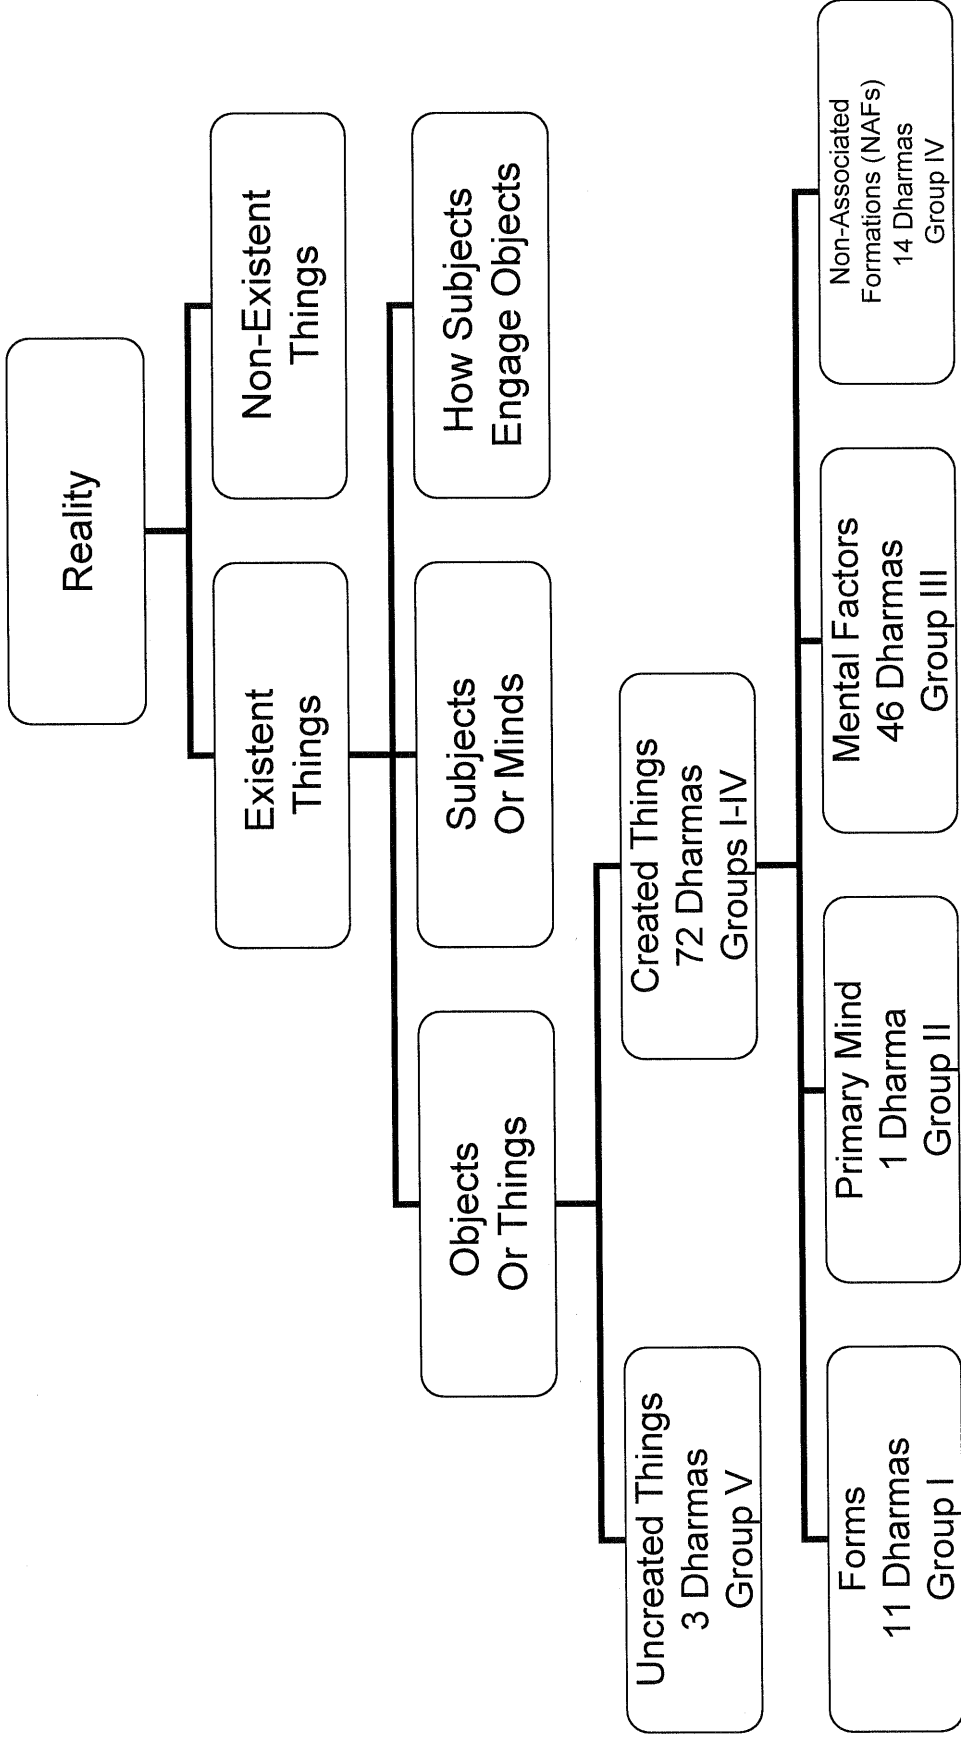 Reality
Existent
Things
Non-Existent
Things
Objects
Or Things
Subjects
Or Minds
How Subjects
Engage Objects
Uncreated Things
3 Dharmas
Group V
Created Things
72 Dharmas
Groups I-IV
Forms
11 Dharmas
Group I
Primary Mind
1 Dharma
Group II
Mental Factors
46 Dharmas
Group III
Non-Associated
Formations (NAFs)
14 Dharmas
Group IV